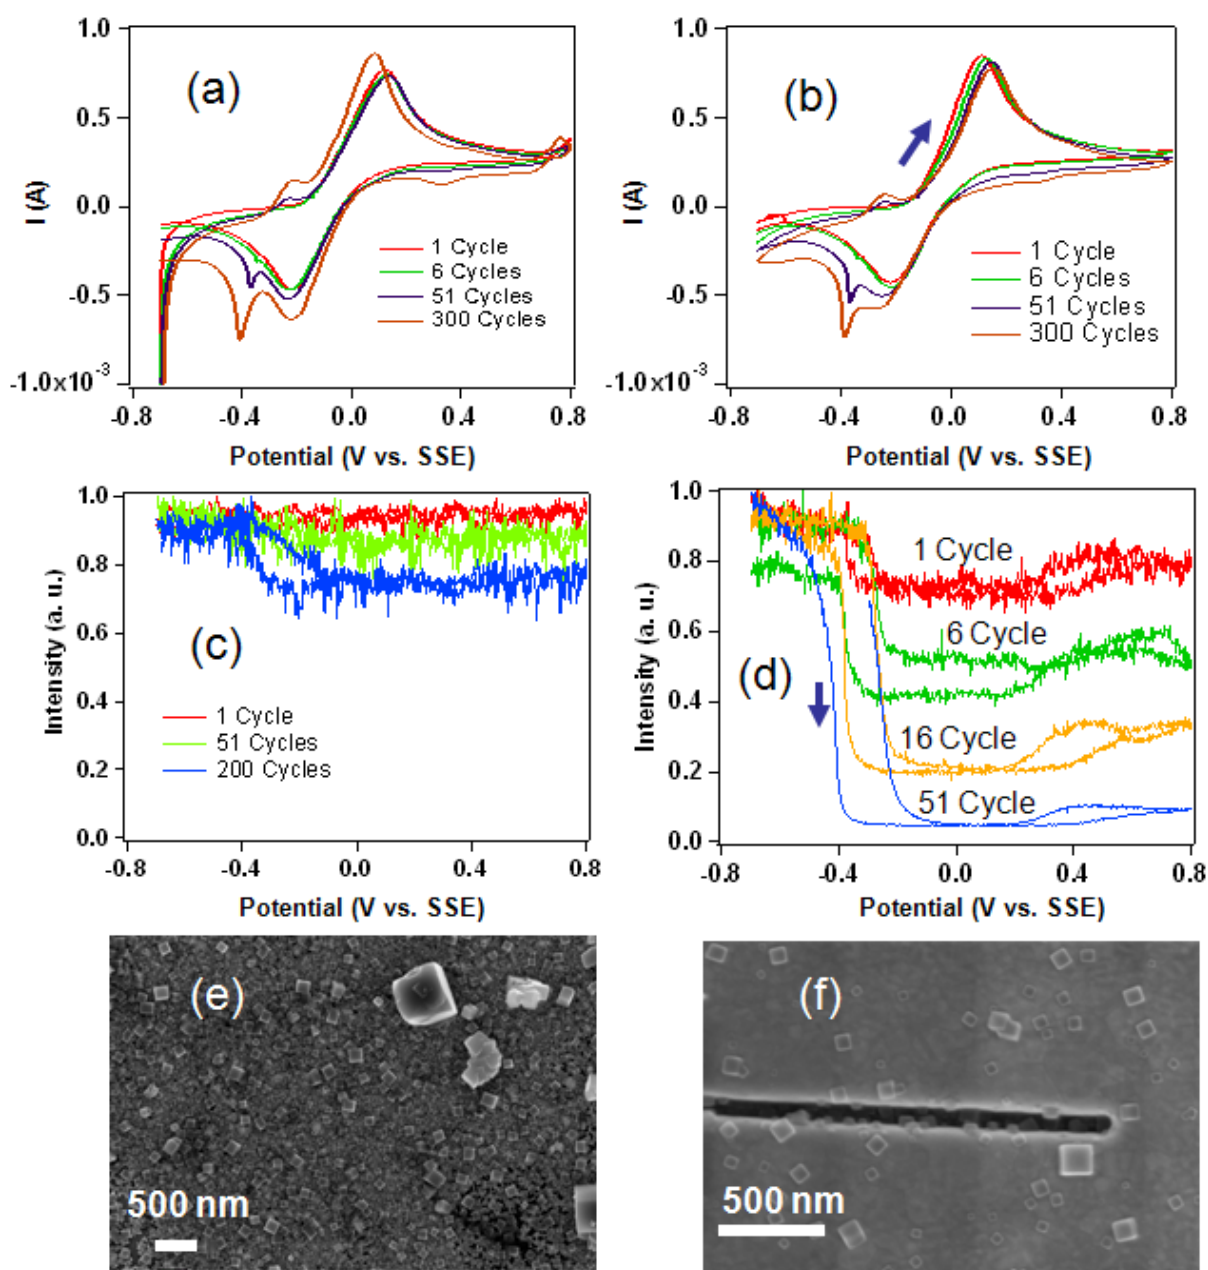 (a)
1.0
0.5
0.0
-0.5
-1.0x10⁻³
I (A)
1 Cycle
6 Cycles
51 Cycles
300 Cycles
-0.8
-0.4
0.0
0.4
0.8
Potential (V vs. SSE)
(b)
1.0
0.5
0.0
-0.5
-1.0x10⁻³
I (A)
1 Cycle
6 Cycles
51 Cycles
300 Cycles
-0.8
-0.4
0.0
0.4
0.8
Potential (V vs. SSE)
(c)
1.0
0.8
0.6
0.4
0.2
0.0
Intensity (a. u.)
1 Cycle
51 Cycles
200 Cycles
-0.8
-0.4
0.0
0.4
0.8
Potential (V vs. SSE)
(d)
1.0
0.8
0.6
0.4
0.2
0.0
Intensity (a. u.)
1 Cycle
6 Cycle
16 Cycle
51 Cycle
-0.8
-0.4
0.0
0.4
0.8
Potential (V vs. SSE)
(e)
500 nm
(f)
500 nm